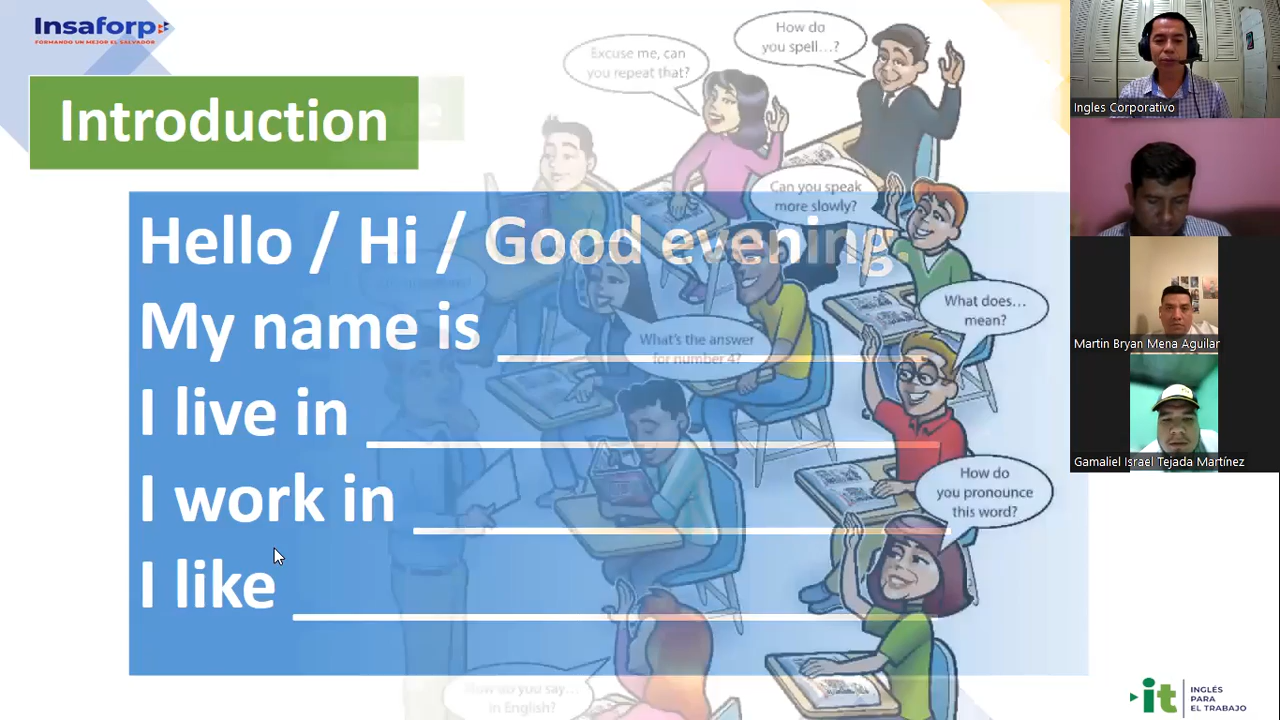 Insaforp
FORMANDO UN MEJOR EL SALVADOR
Introduction
Hello / Hi / Good evening.
My name is
I live in
I work in
I like
How do
you spell...?
Excuse me, can
you repeat that?
Can you speak
more slowly?
What does...
mean?
What's the answer
for number 4?
How do
you pronounce
this word?
How do you say...
in English?
Ingles Corporativo
Martin Bryan Mena Aguilar
Gamaliel Israel Tejada Martínez
it
INGLÉS
PARA
EL TRABAJO